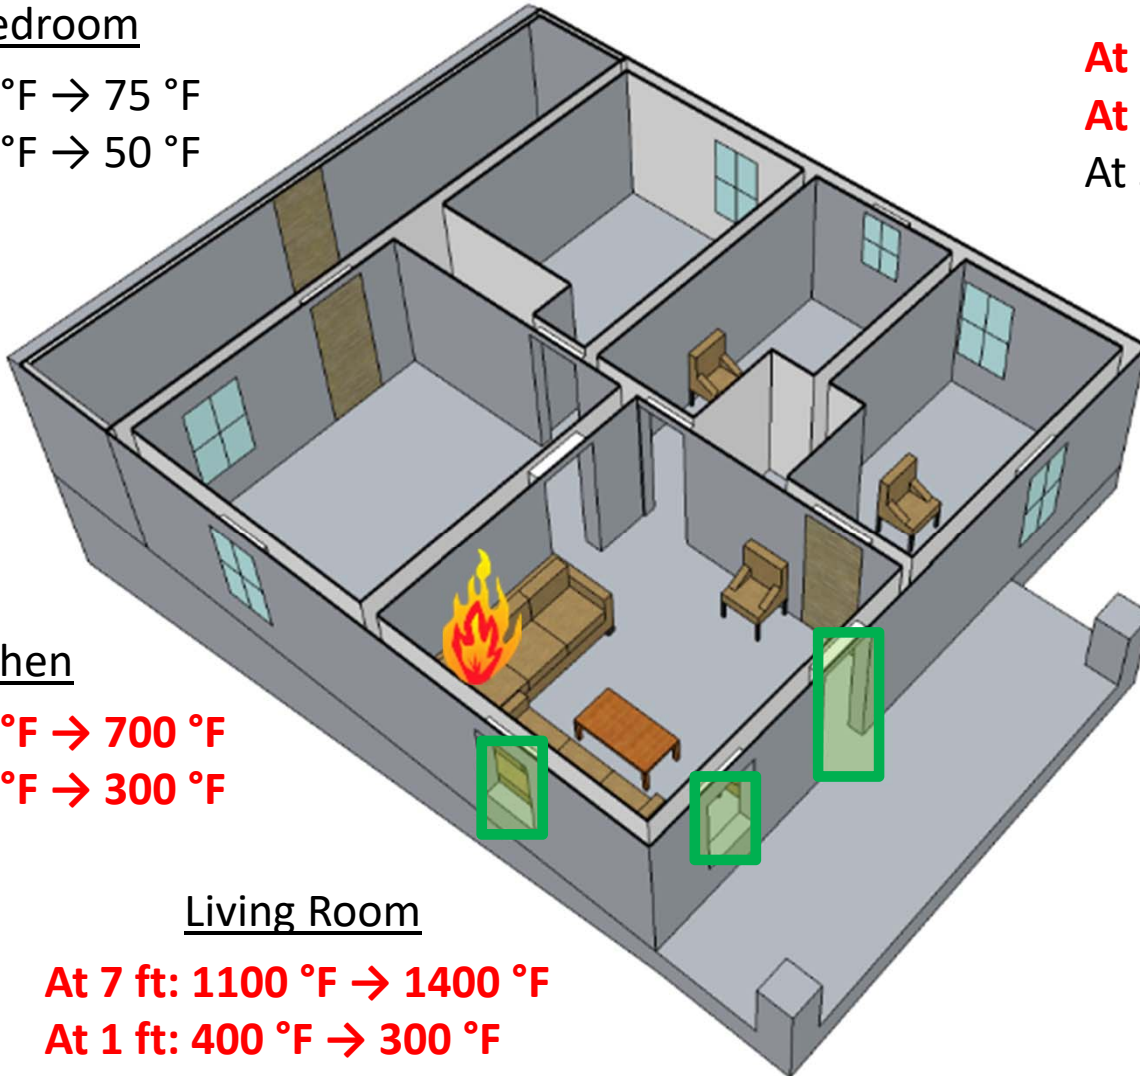 edroom
°F → 75 °F
°F → 50 °F
At
At
At
hen
°F → 700 °F
°F → 300 °F
Living Room
At 7 ft: 1100 °F → 1400 °F
At 1 ft: 400 °F → 300 °F